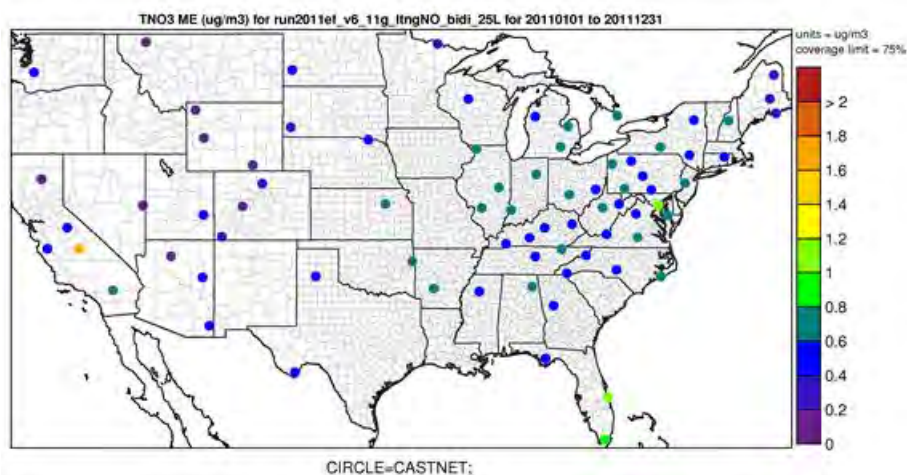 TNO3 ME (ug/m3) for run2011ef_v6_11g_ltngNO_bidi_25L for 20110101 to 20111231
units = ug/m3
coverage limit = 75%
> 2
1.8
1.6
1.4
1.2
1
0.8
0.6
0.4
0.2
0
CIRCLE=CASTNET;